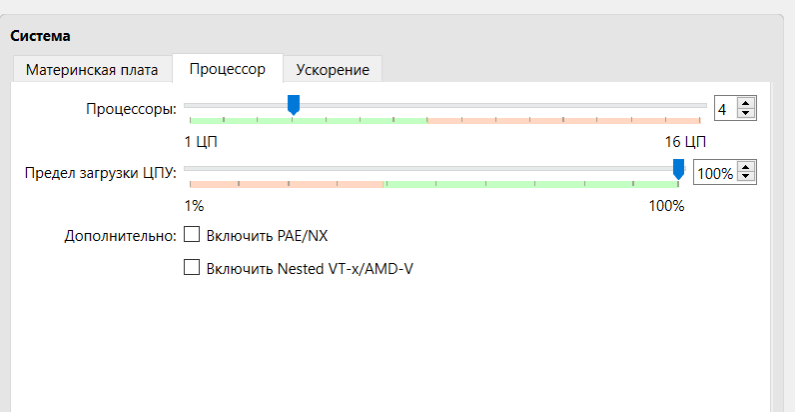 Система
Материнская плата Процессор Ускорение
Процессоры: 4
1 ЦП 16 ЦП
Предел загрузки ЦПУ: 100%
1% 100%
Дополнительно: Включить PAE/NX
Включить Nested VT-x/AMD-V